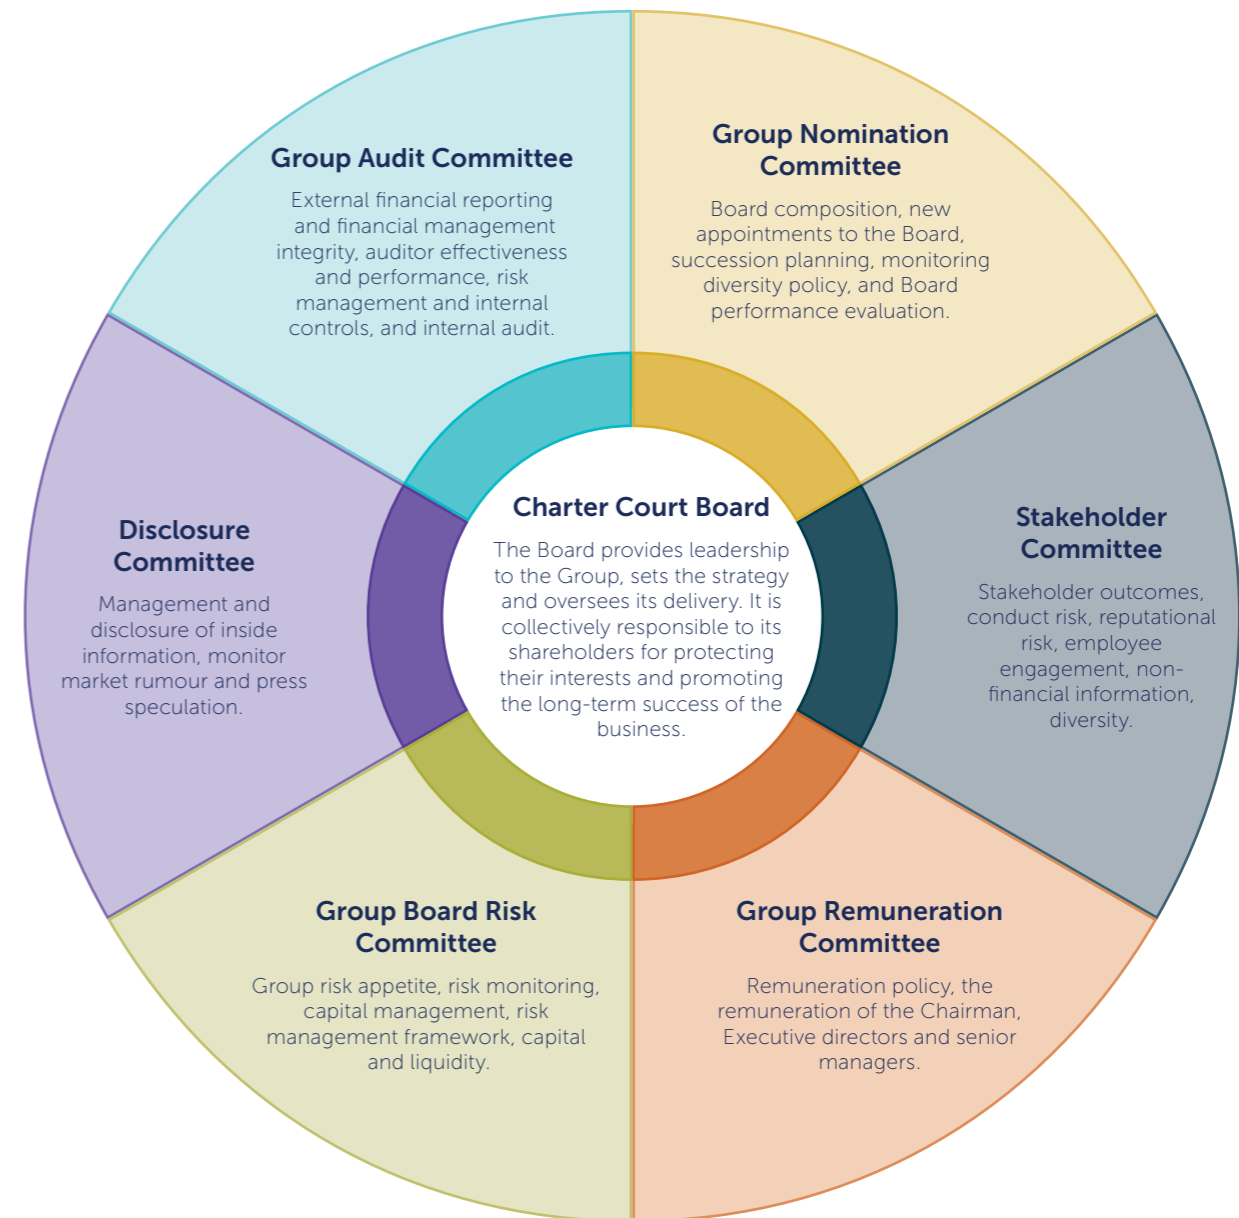 Group Audit Committee
External financial reporting
and financial management
integrity, auditor effectiveness
and performance, risk
management and internal
controls, and internal audit.
Group Nomination
Committee
Board composition, new
appointments to the Board,
succession planning, monitoring
diversity policy, and Board
performance evaluation.
Disclosure
Committee
Management and
disclosure of inside
information, monitor
market rumour and press
speculation.
Charter Court Board
The Board provides leadership
to the Group, sets the strategy
and oversees its delivery. It is
collectively responsible to its
shareholders for protecting
their interests and promoting
the long-term success of the
business.
Stakeholder
Committee
Stakeholder outcomes,
conduct risk, reputational
risk, employee
engagement, non-
financial information,
diversity.
Group Board Risk
Committee
Group risk appetite, risk monitoring,
capital management, risk
management framework, capital
and liquidity.
Group Remuneration
Committee
Remuneration policy, the
remuneration of the Chairman,
Executive directors and senior
managers.